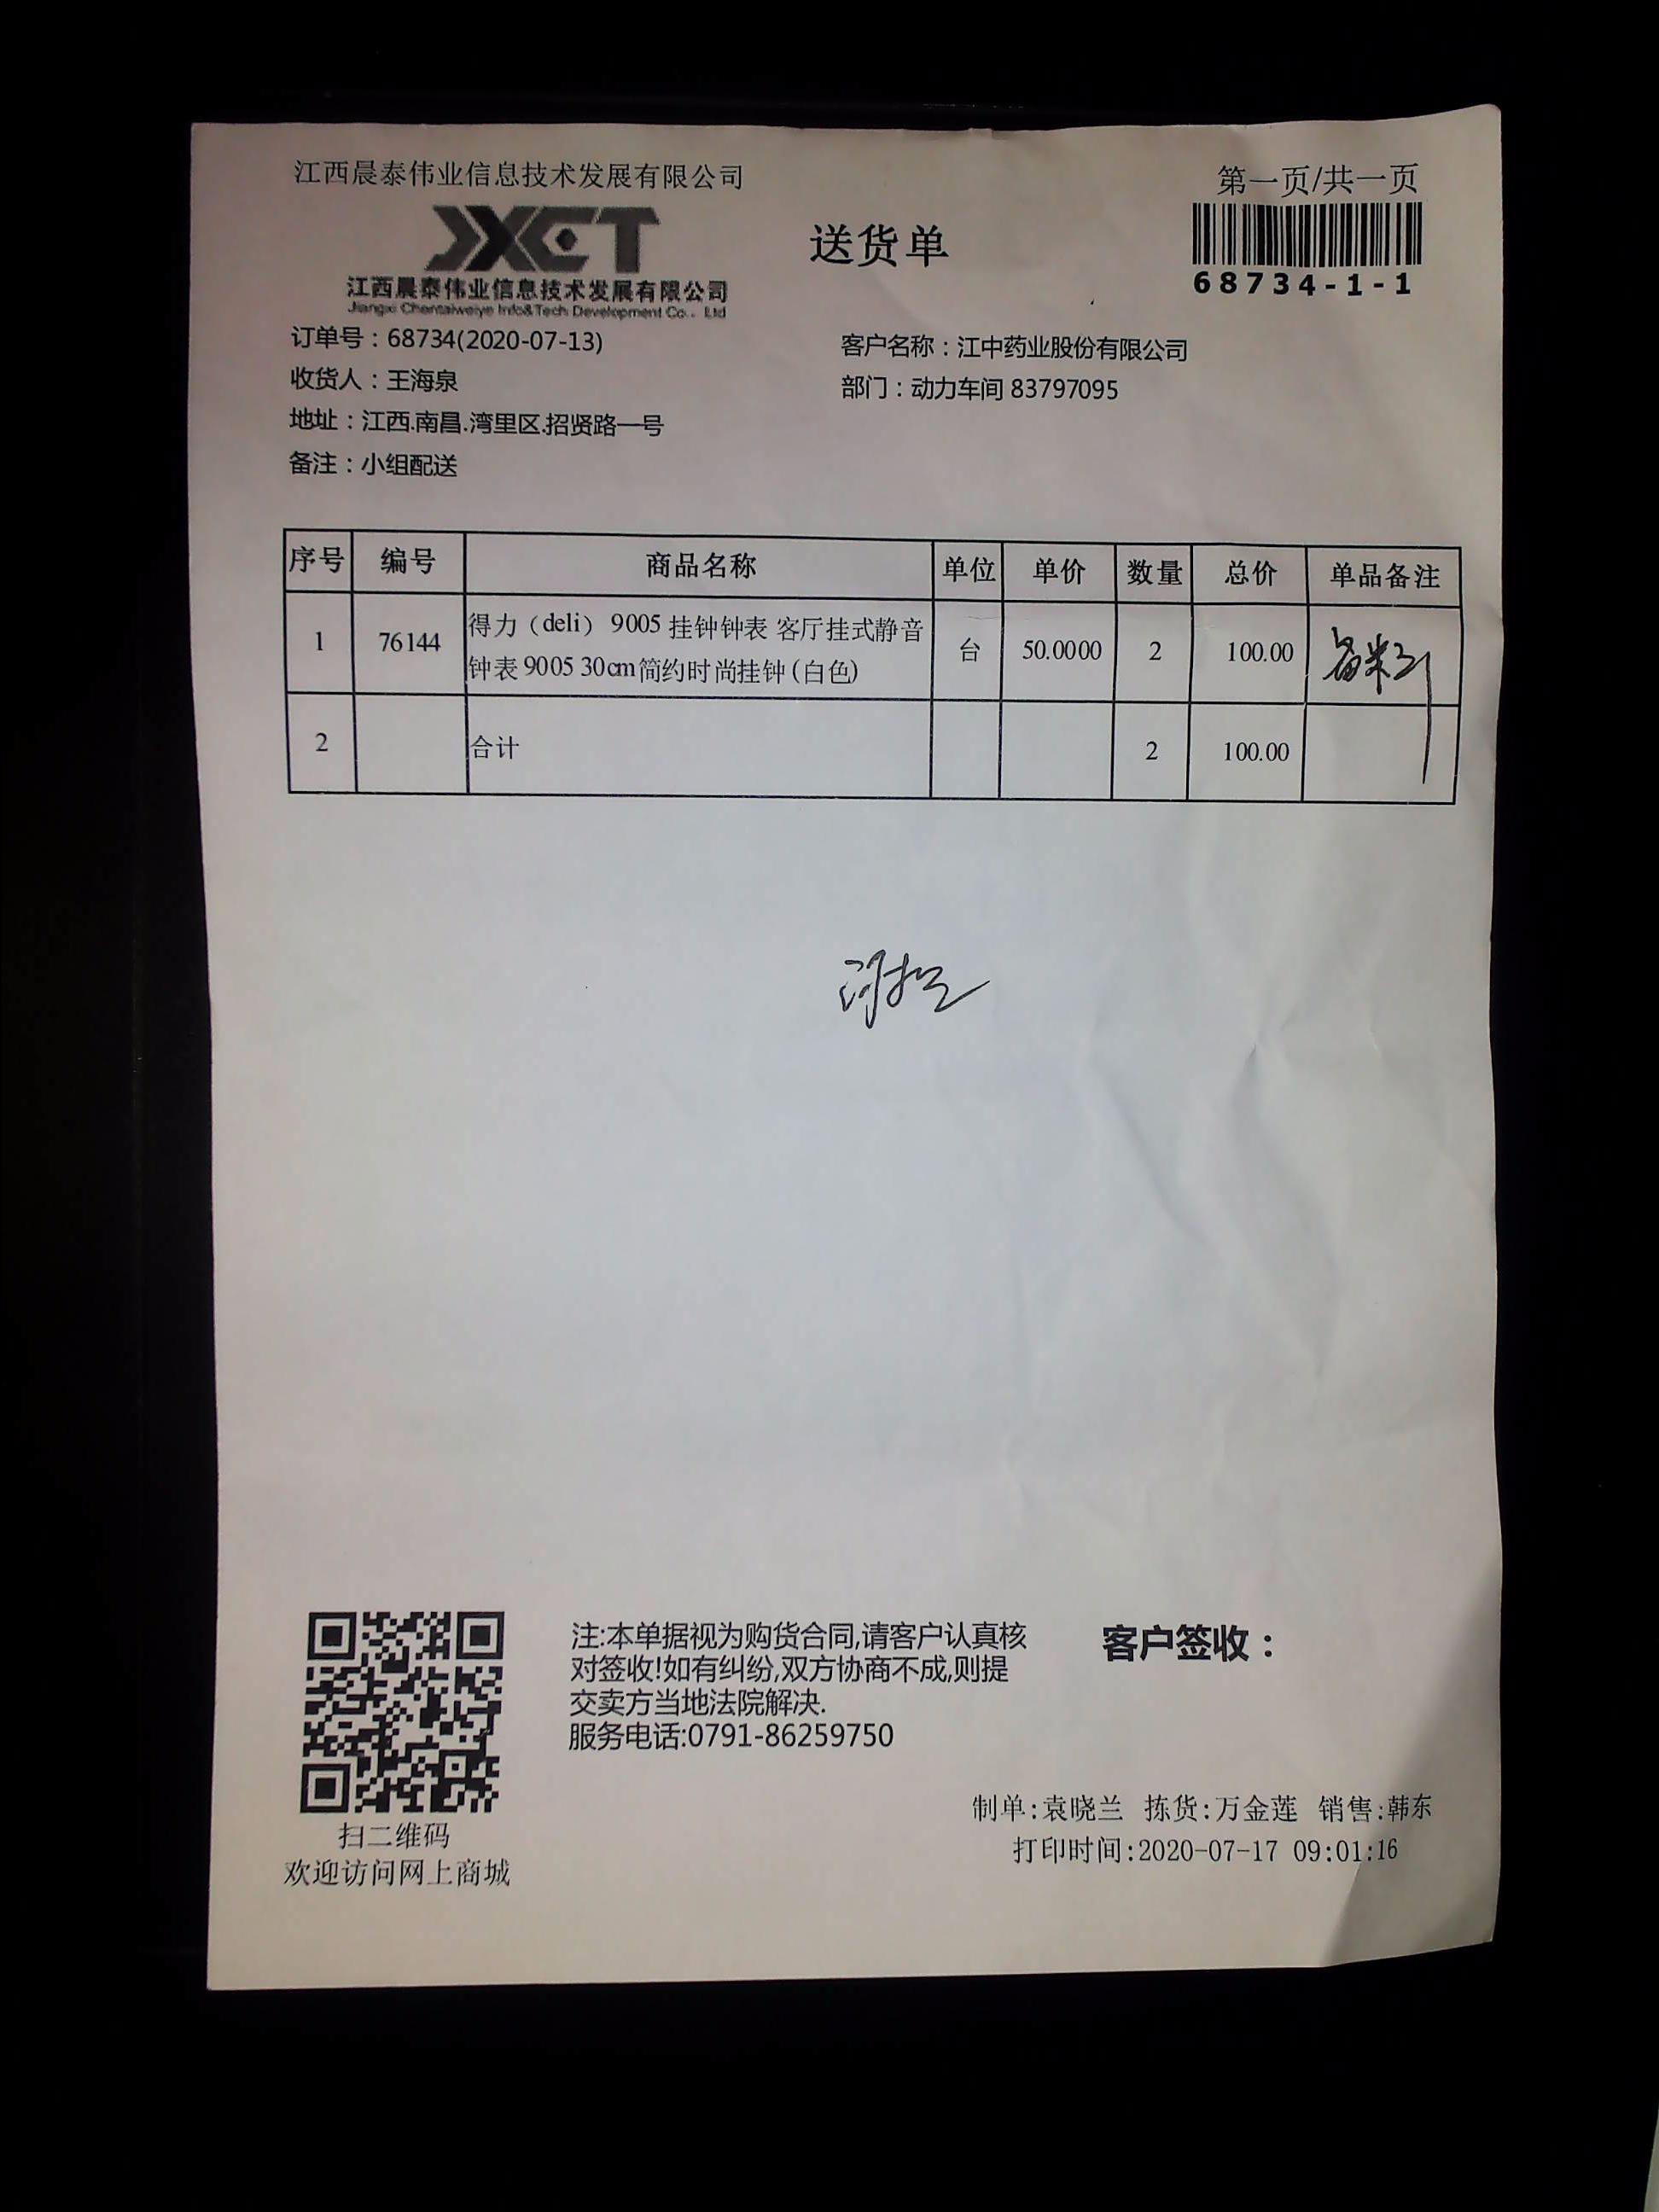 江西晨泰伟业信息技术发展有限公司
第一页/共一页
JXCT
送货单
江西晨泰伟业信息技术发展有限公司
Jiangxi Chentaiweiye Info&Tech Development Co., Ltd
68734-1-1
订单号：68734(2020-07-13)
客户名称：江中药业股份有限公司
收货人：王海泉
部门：动力车间 83797095
地址：江西.南昌.湾里区.招贤路一号
备注：小组配送
序号 编号 商品名称 单位 单价 数量 总价 单品备注
1 76144 得力（deli） 9005 挂钟钟表 客厅挂式静音
钟表 9005 30cm简约时尚挂钟 (白色) 台 50.0000 2 100.00
2 合计 2 100.00
注:本单据视为购货合同,请客户认真核
对签收!如有纠纷,双方协商不成,则提
交卖方当地法院解决.
服务电话:0791-86259750
客户签收：
扫二维码
欢迎访问网上商城
制单:袁晓兰 拣货:万金莲 销售:韩东
打印时间:2020-07-17 09:01:16